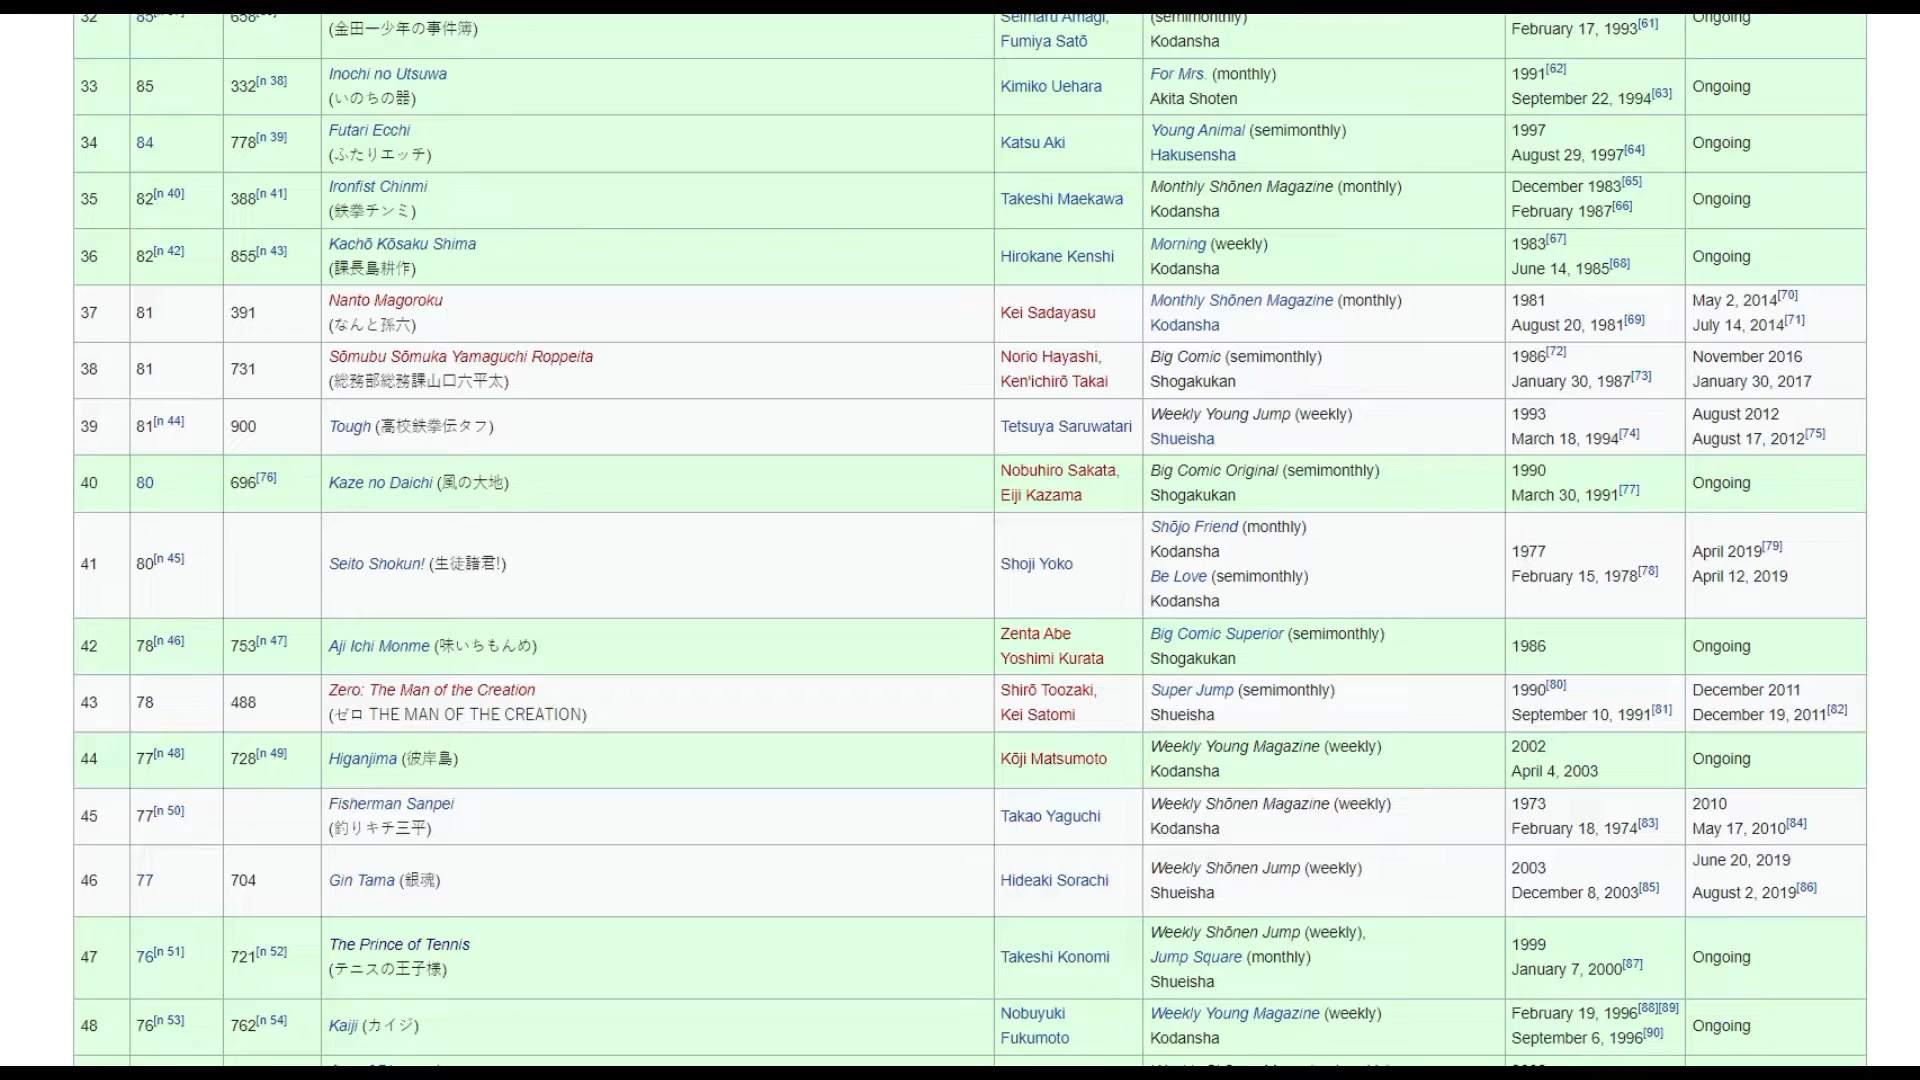 32 85 658 (金田一少年の事件簿) Seimaru Amagi, Fumiya Satō (semimonthly) Kodansha February 17, 1993[61] Ongoing
33 85 332[n 38] Inochi no Utsuwa (いのちの器) Kimiko Uehara For Mrs. (monthly) Akita Shoten 1991[62] September 22, 1994[63] Ongoing
34 84 778[n 39] Futari Ecchi (ふたりエッチ) Katsu Aki Young Animal (semimonthly) Hakusensha 1997 August 29, 1997[64] Ongoing
35 82[n 40] 388[n 41] Ironfist Chinmi (鉄拳チンミ) Takeshi Maekawa Monthly Shōnen Magazine (monthly) Kodansha December 1983[65] February 1987[66] Ongoing
36 82[n 42] 855[n 43] Kachō Kōsaku Shima (課長島耕作) Hirokane Kenshi Morning (weekly) Kodansha 1983[67] June 14, 1985[68] Ongoing
37 81 391 Nanto Magoroku (なんと孫六) Kei Sadayasu Monthly Shōnen Magazine (monthly) Kodansha 1981 August 20, 1981[69] May 2, 2014[70] July 14, 2014[71]
38 81 731 Sōmubu Sōmuka Yamaguchi Roppeita (総務部総務課山口六平太) Norio Hayashi, Ken'ichirō Takai Big Comic (semimonthly) Shogakukan 1986[72] January 30, 1987[73] November 2016 January 30, 2017
39 81[n 44] 900 Tough (高校鉄拳伝タフ) Tetsuya Saruwatari Weekly Young Jump (weekly) Shueisha 1993 March 18, 1994[74] August 2012 August 17, 2012[75]
40 80 696[76] Kaze no Daichi (風の大地) Nobuhiro Sakata, Eiji Kazama Big Comic Original (semimonthly) Shogakukan 1990 March 30, 1991[77] Ongoing
41 80[n 45] Seito Shokun! (生徒諸君!) Shoji Yoko Shōjo Friend (monthly) Kodansha Be Love (semimonthly) Kodansha 1977 February 15, 1978[78] April 2019[79] April 12, 2019
42 78[n 46] 753[n 47] Aji Ichi Monme (味いちもんめ) Zenta Abe Yoshimi Kurata Big Comic Superior (semimonthly) Shogakukan 1986 Ongoing
43 78 488 Zero: The Man of the Creation (ゼロ THE MAN OF THE CREATION) Shirō Toozaki, Kei Satomi Super Jump (semimonthly) Shueisha 1990[80] September 10, 1991[81] December 2011 December 19, 2011[82]
44 77[n 48] 728[n 49] Higanjima (彼岸島) Kōji Matsumoto Weekly Young Magazine (weekly) Kodansha 2002 April 4, 2003 Ongoing
45 77[n 50] Fisherman Sanpei (釣りキチ三平) Takao Yaguchi Weekly Shōnen Magazine (weekly) Kodansha 1973 February 18, 1974[83] 2010 May 17, 2010[84]
46 77 704 Gin Tama (銀魂) Hideaki Sorachi Weekly Shōnen Jump (weekly) Shueisha 2003 December 8, 2003[85] June 20, 2019 August 2, 2019[86]
47 76[n 51] 721[n 52] The Prince of Tennis (テニスの王子様) Takeshi Konomi Weekly Shōnen Jump (weekly), Jump Square (monthly) Shueisha 1999 January 7, 2000[87] Ongoing
48 76[n 53] 762[n 54] Kaiji (カイジ) Nobuyuki Fukumoto Weekly Young Magazine (weekly) Kodansha February 19, 1996[88][89] September 6, 1996[90] Ongoing